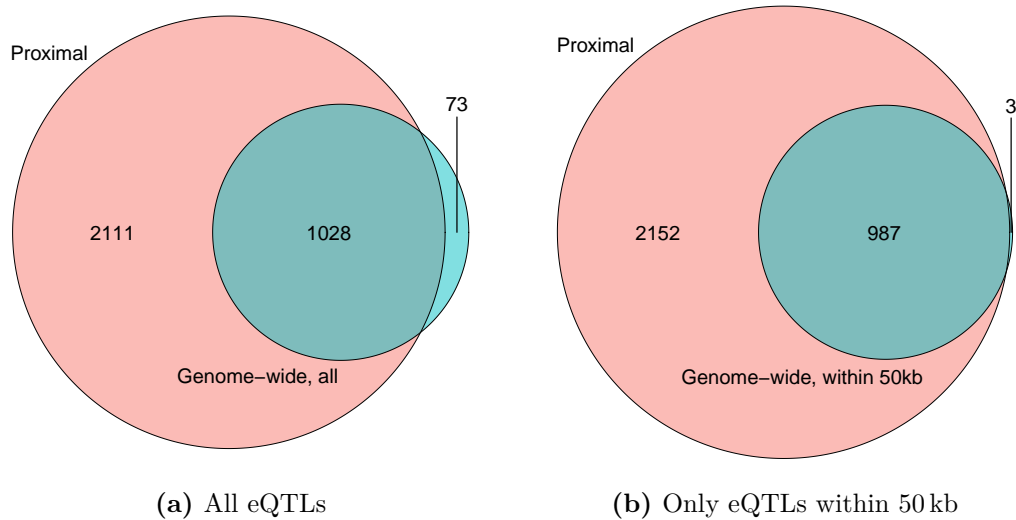 Proximal
73
2111
1028
Genome−wide, all
(a) All eQTLs
Proximal
3
2152
987
Genome−wide, within 50kb
(b) Only eQTLs within 50 kb